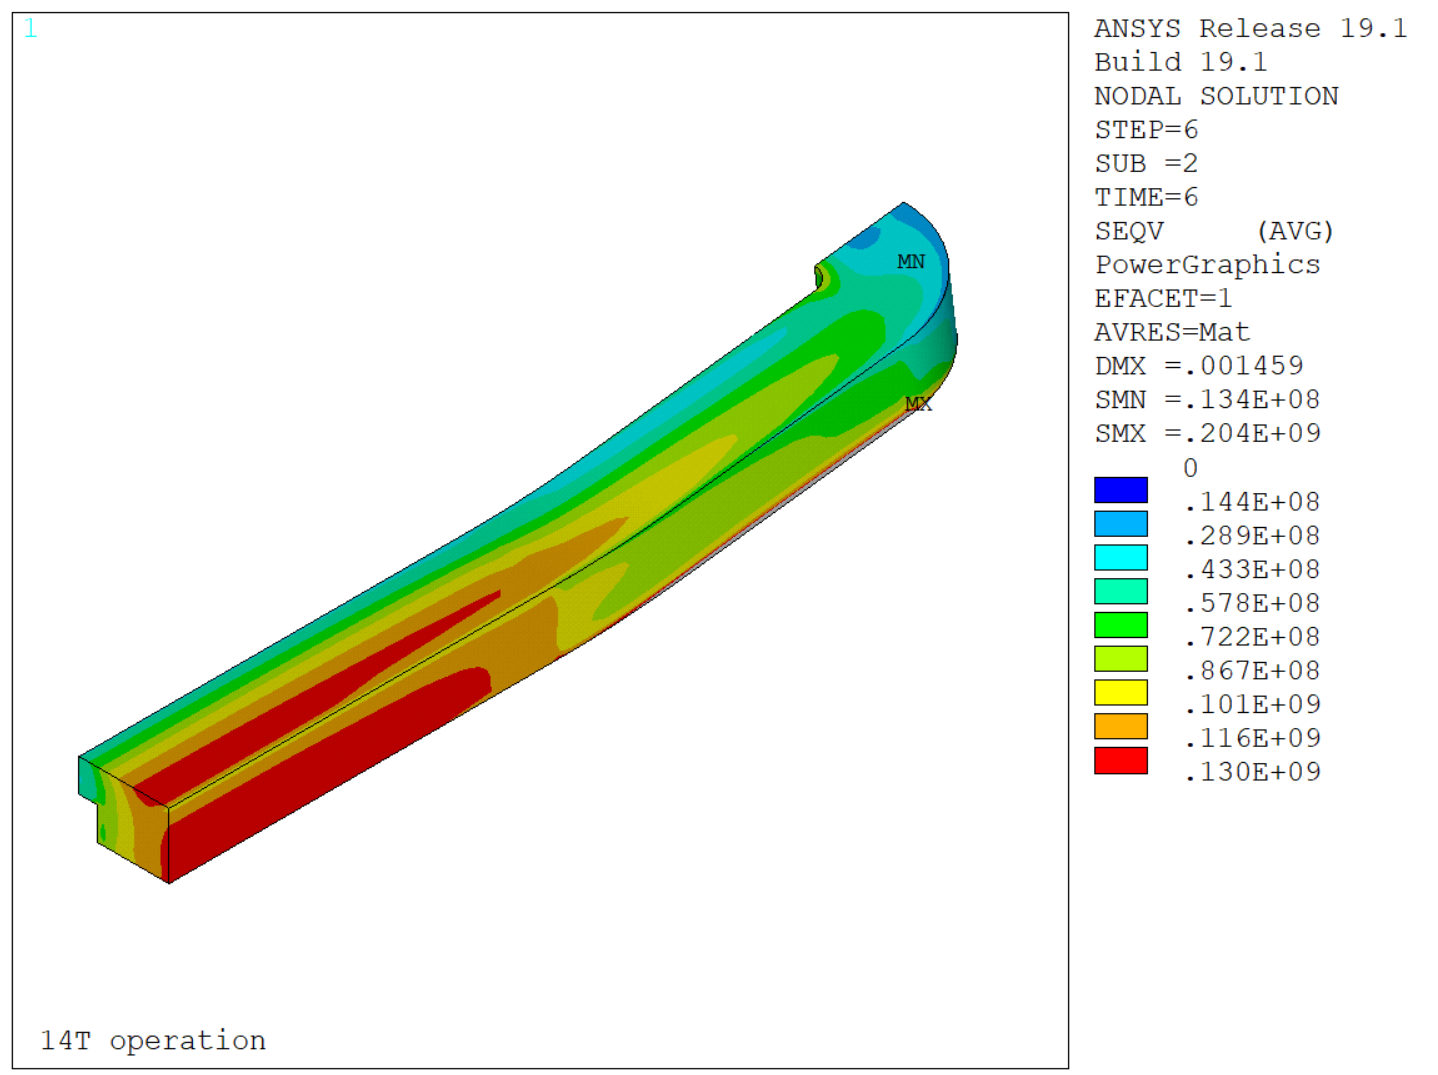 1
ANSYS Release 19.1
Build 19.1
NODAL SOLUTION
STEP=6
SUB =2
TIME=6
SEQV (AVG)
PowerGraphics
EFACET=1
AVRES=Mat
DMX =.001459
SMN =.134E+08
SMX =.204E+09
0
.144E+08
.289E+08
.433E+08
.578E+08
.722E+08
.867E+08
.101E+09
.116E+09
.130E+09
MN
MX
14T operation